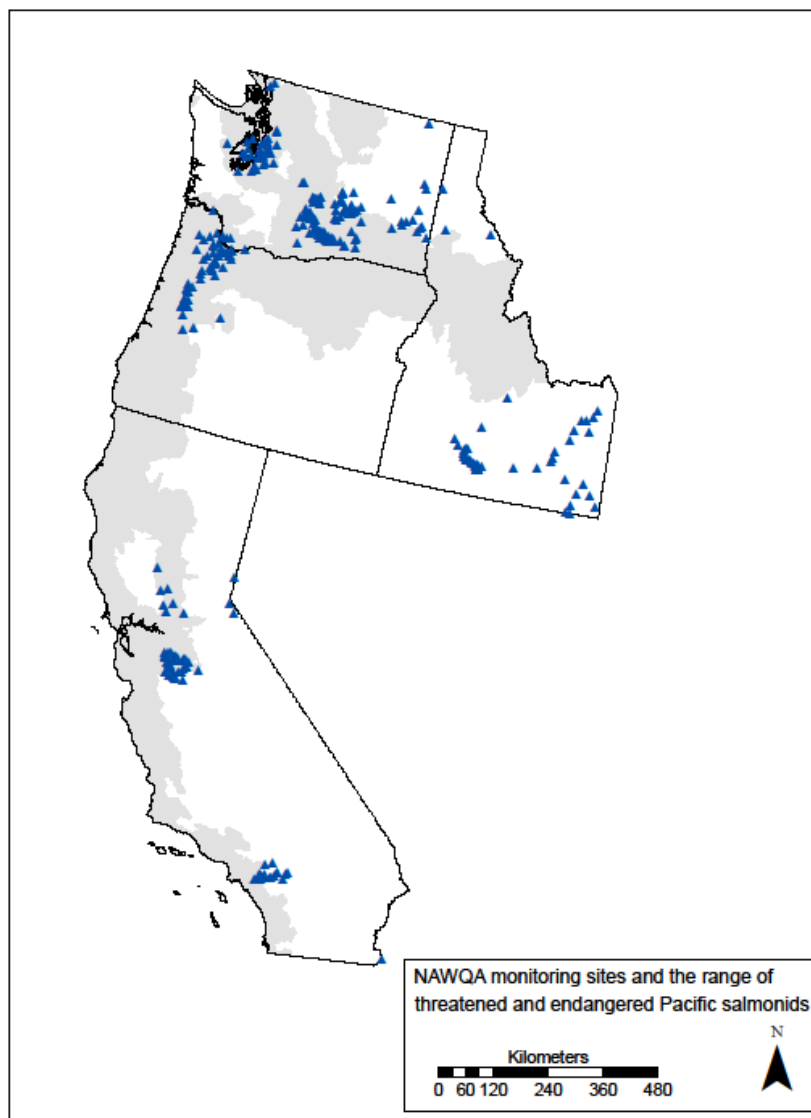 NAWQA monitoring sites and the range of
threatened and endangered Pacific salmonids
N
Kilometers
0 60 120 240 360 480